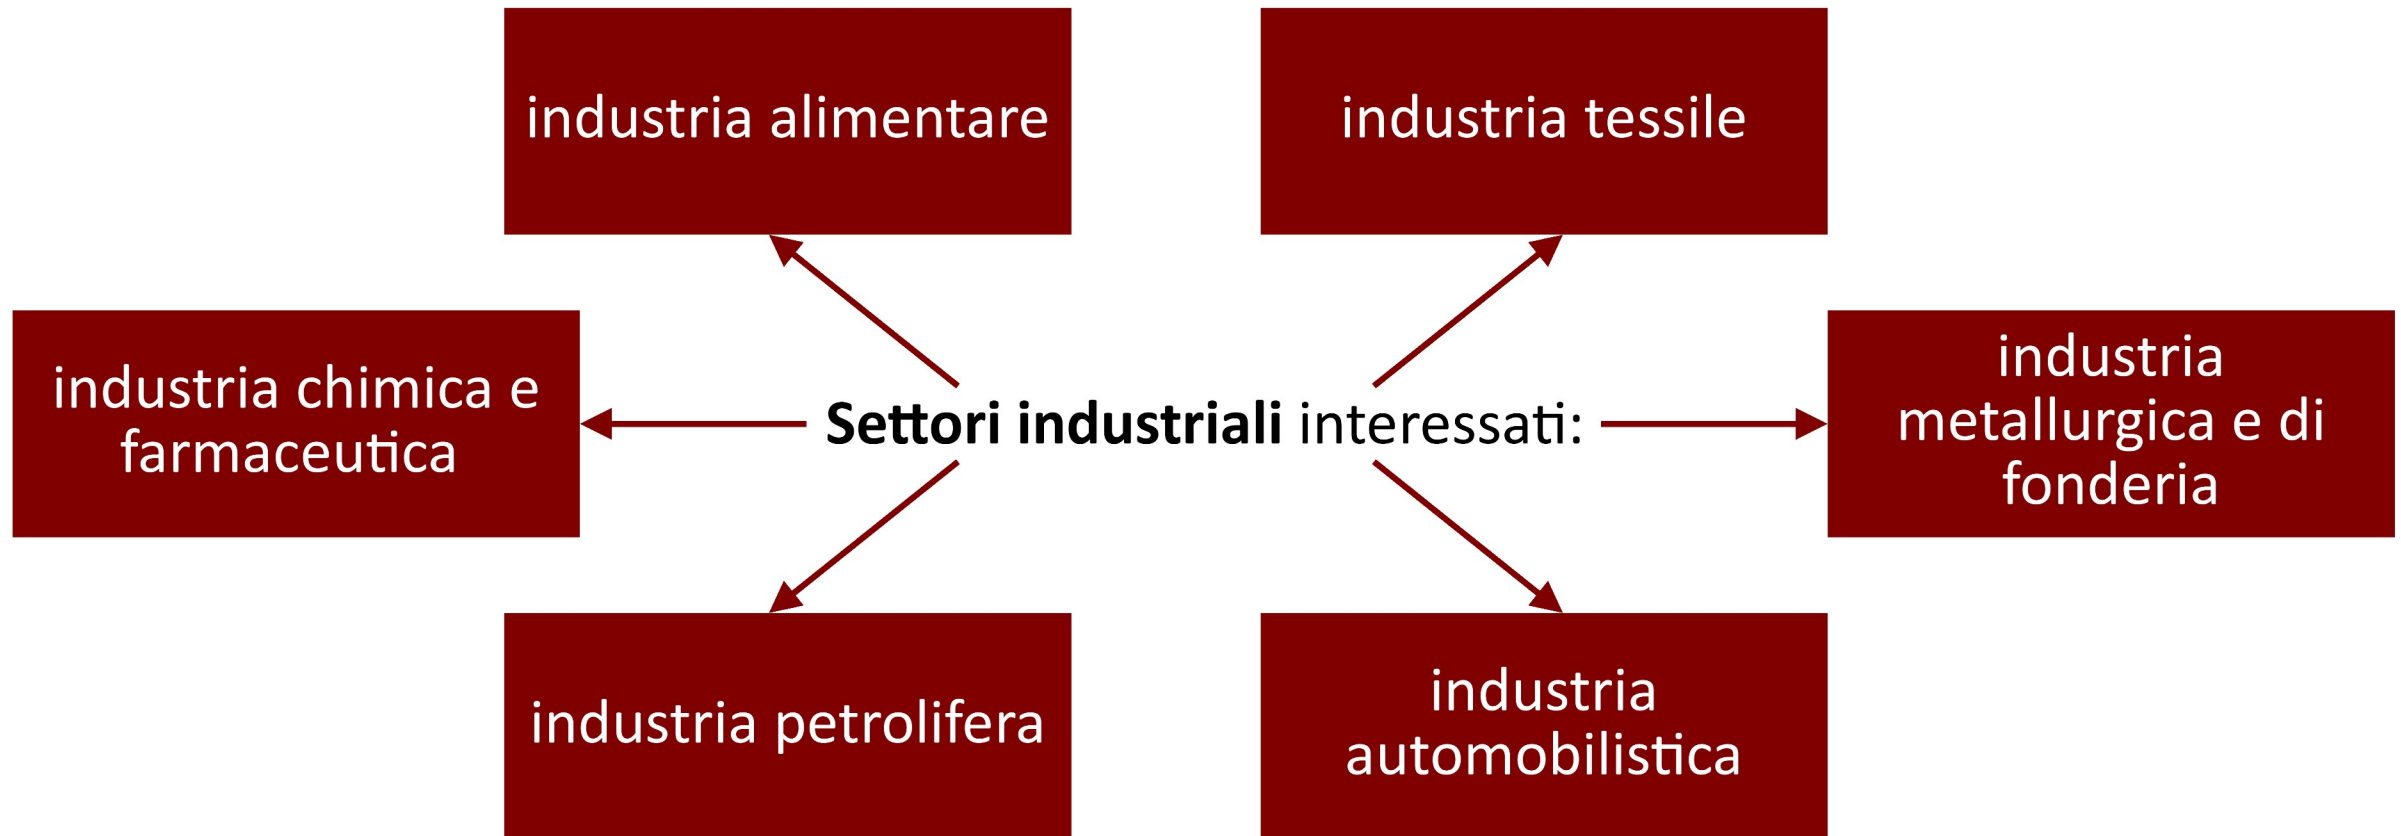 industria alimentare
industria tessile
industria chimica e
farmaceutica
Settori industriali interessati:
industria
metallurgica e di
fonderia
industria petrolifera
industria
automobilistica